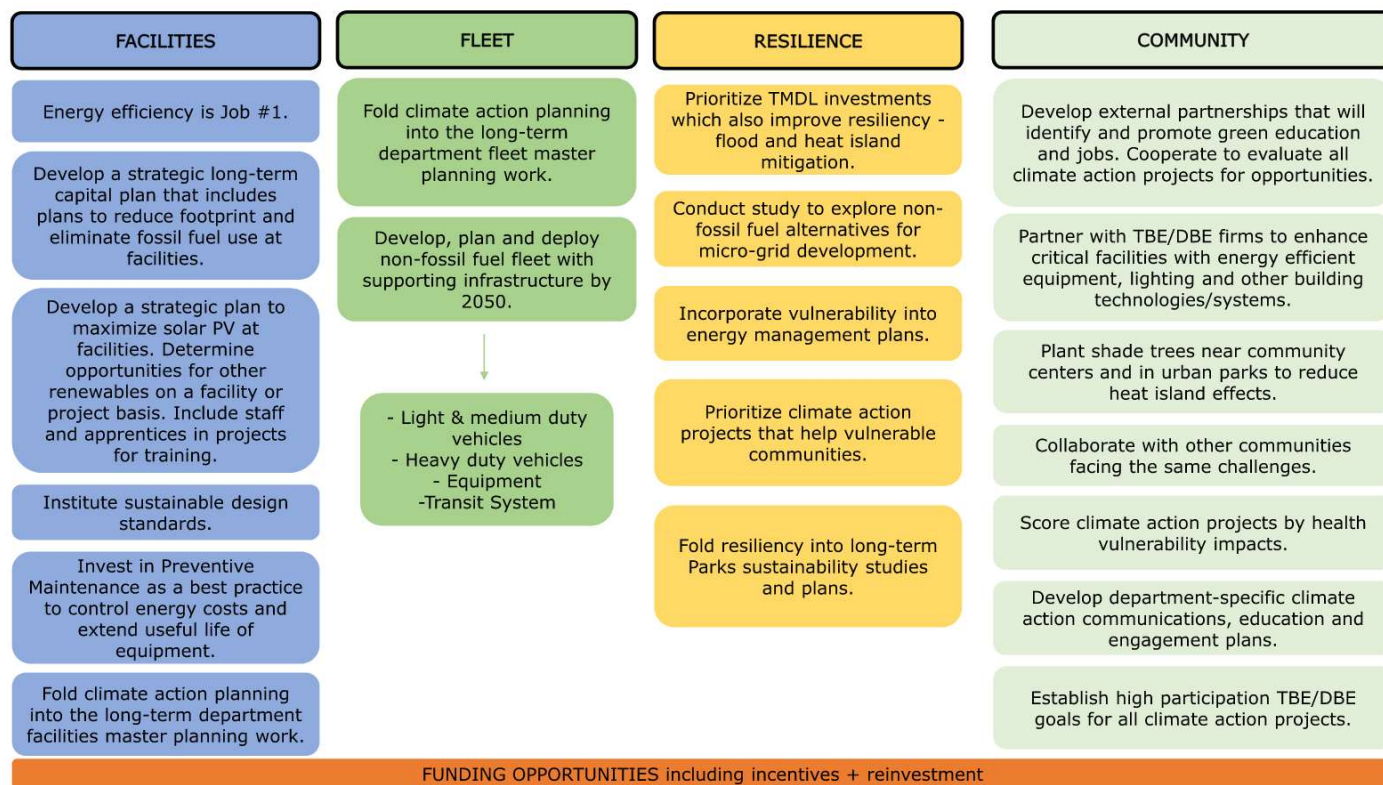 FACILITIES
Energy efficiency is Job #1.
Develop a strategic long-term
capital plan that includes
plans to reduce footprint and
eliminate fossil fuel use at
facilities.
Develop a strategic plan to
maximize solar PV at
facilities. Determine
opportunities for other
renewables on a facility or
project basis. Include staff
and apprentices in projects
for training.
Institute sustainable design
standards.
Invest in Preventive
Maintenance as a best practice
to control energy costs and
extend useful life of
equipment.
Fold climate action planning
into the long-term department
facilities master planning work.
FLEET
Fold climate action planning
into the long-term
department fleet master
planning work.
Develop, plan and deploy
non-fossil fuel fleet with
supporting infrastructure by
2050.
- Light & medium duty
vehicles
- Heavy duty vehicles
- Equipment
-Transit System
RESILIENCE
Prioritize TMDL investments
which also improve resiliency -
flood and heat island
mitigation.
Conduct study to explore non-
fossil fuel alternatives for
micro-grid development.
Incorporate vulnerability into
energy management plans.
Prioritize climate action
projects that help vulnerable
communities.
Fold resiliency into long-term
Parks sustainability studies
and plans.
COMMUNITY
Develop external partnerships that will
identify and promote green education
and jobs. Cooperate to evaluate all
climate action projects for opportunities.
Partner with TBE/DBE firms to enhance
critical facilities with energy efficient
equipment, lighting and other building
technologies/systems.
Plant shade trees near community
centers and in urban parks to reduce
heat island effects.
Collaborate with other communities
facing the same challenges.
Score climate action projects by health
vulnerability impacts.
Develop department-specific climate
action communications, education and
engagement plans.
Establish high participation TBE/DBE
goals for all climate action projects.
FUNDING OPPORTUNITIES including incentives + reinvestment